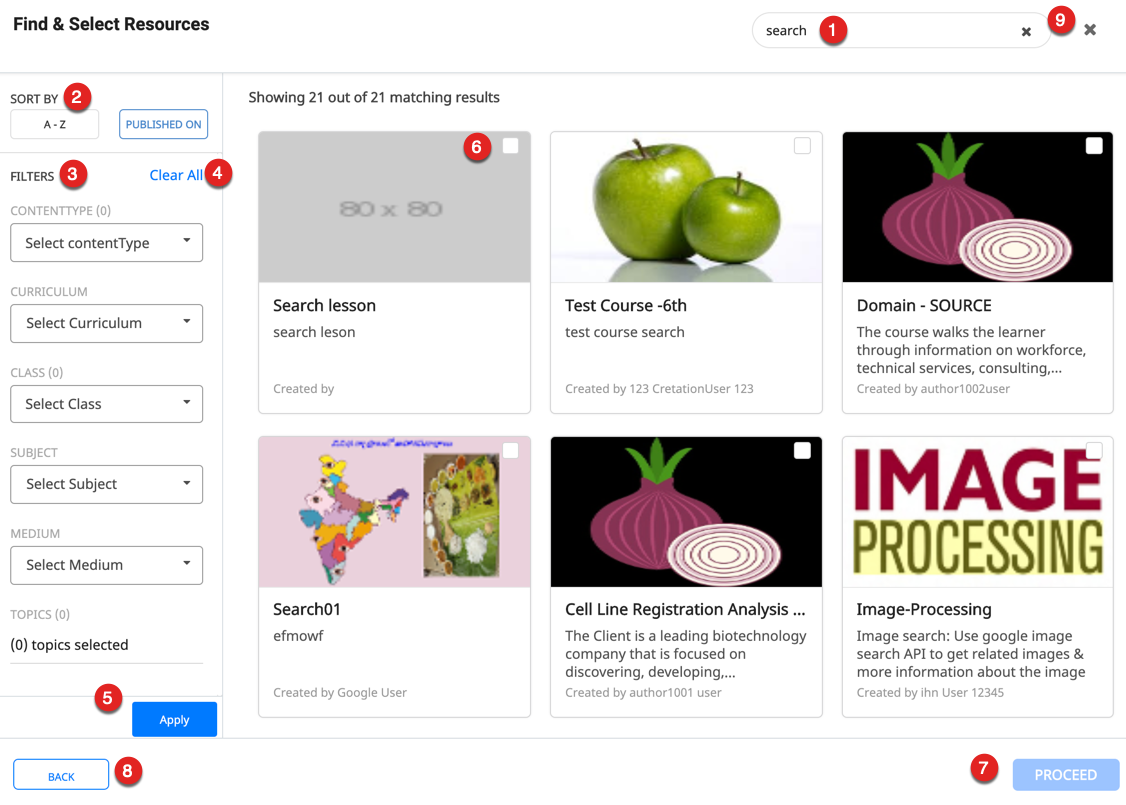 Find & Select Resources
search 1
9
SORT BY 2
A - Z
PUBLISHED ON
FILTERS 3
Clear All 4
CONTENTTYPE (0)
Select contentType
CURRICULUM
Select Curriculum
CLASS (0)
Select Class
SUBJECT
Select Subject
MEDIUM
Select Medium
TOPICS (0)
(0) topics selected
5
Apply
Showing 21 out of 21 matching results
6
80 x 80
Search lesson
search leson
Created by
Test Course -6th
test course search
Created by 123 CretationUser 123
Domain - SOURCE
The course walks the learner
through information on workforce,
technical services, consulting,...
Created by author1002user
Search01
efmowf
Created by Google User
Cell Line Registration Analysis ...
The Client is a leading biotechnology
company that is focused on
discovering, developing,...
Created by author1001 user
IMAGE
PROCESSING
Image-Processing
Image search: Use google image
search API to get related images &
more information about the image
Created by ihn User 12345
BACK
8
7
PROCEED